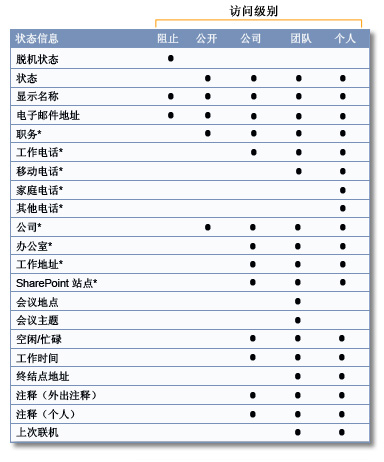 访问级别
状态信息 阻止 公开 公司 团队 个人
脱机状态 ●
状态 ● ● ● ● 
显示名称 ● ● ● ● ●
电子邮件地址 ● ● ● ● ●
职务* ● ● ● ●
工作电话* ● ● ●
移动电话* ● ●
家庭电话* ●
其他电话* ●
公司* ● ● ● ●
办公室* ● ● ●
工作地址* ● ● ●
SharePoint 站点* ● ● ●
会议地点 ●
会议主题 ●
空闲/忙碌 ● ● ●
工作时间 ● ● ●
终结点地址 ● ●
注释（外出注释） ● ● ●
注释（个人） ● ● ●
上次联机 ● ●